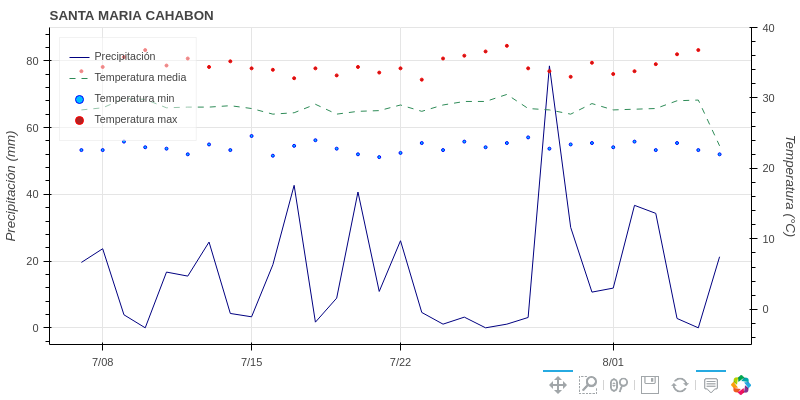 SANTA MARIA CAHABON
Precipitación
Temperatura media
Temperatura min
Temperatura max
Precipitación (mm)
80
60
40
20
0
Temperatura (°C)
40
30
20
10
0
7/08
7/15
7/22
8/01